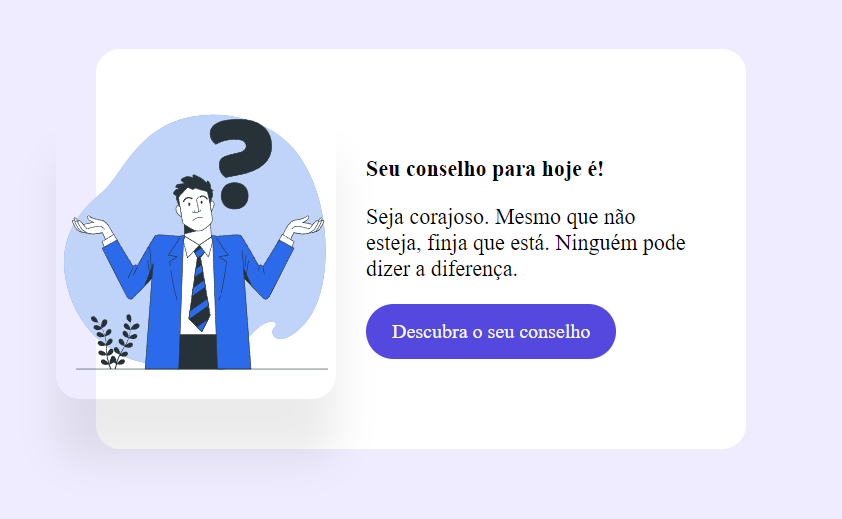 Seu conselho para hoje é!
Seja corajoso. Mesmo que não
esteja, finja que está. Ninguém pode
dizer a diferença.
Descubra o seu conselho